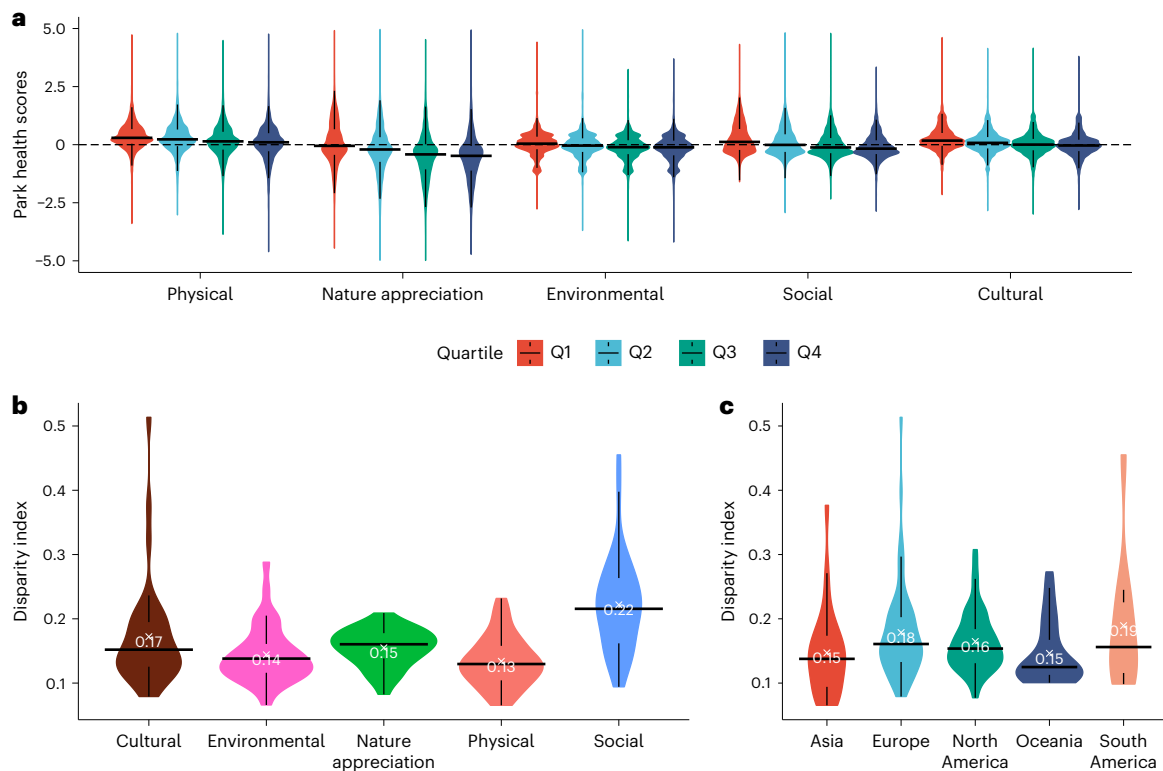 a
Park health scores
5.0
2.5
0
−2.5
−5.0
Physical
Nature appreciation
Environmental
Social
Cultural
Quartile Q1 Q2 Q3 Q4
b
Disparity index
0.5
0.4
0.3
0.2
0.1
0.17
0.14
0.15
0.13
0.22
Cultural
Environmental
Nature
appreciation
Physical
Social
c
Disparity index
0.5
0.4
0.3
0.2
0.1
0.15
0.18
0.16
0.15
0.19
Asia
Europe
North
America
Oceania
South
America